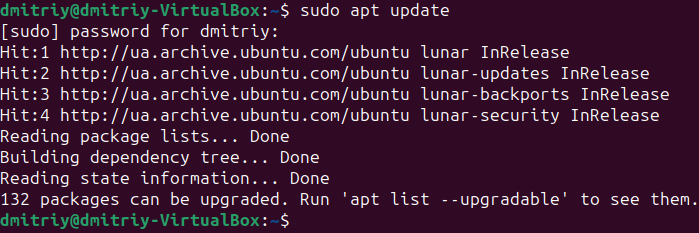 dmitriy@dmitriy-VirtualBox:~$ sudo apt update
[sudo] password for dmitriy:
Hit:1 http://ua.archive.ubuntu.com/ubuntu lunar InRelease
Hit:2 http://ua.archive.ubuntu.com/ubuntu lunar-updates InRelease
Hit:3 http://ua.archive.ubuntu.com/ubuntu lunar-backports InRelease
Hit:4 http://ua.archive.ubuntu.com/ubuntu lunar-security InRelease
Reading package lists... Done
Building dependency tree... Done
Reading state information... Done
132 packages can be upgraded. Run 'apt list --upgradable' to see them.
dmitriy@dmitriy-VirtualBox:~$